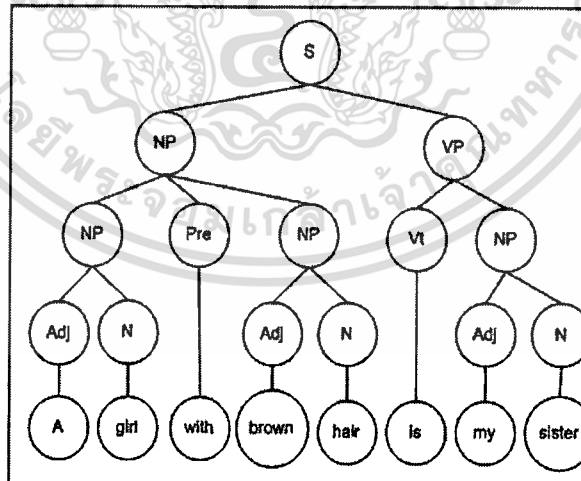 S
NP VP
NP Pre NP Vt NP
Adj N Adj N Adj N
A girl with brown hair is my sister